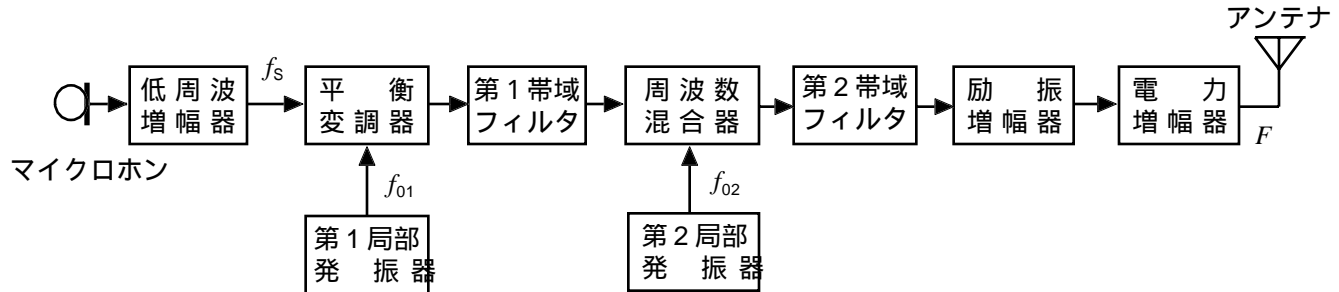 アンテナ
低周波
増幅器
fS
平衡
変調器
第1帯域
フィルタ
周波数
混合器
第2帯域
フィルタ
励振
増幅器
電力
増幅器
F
マイクロホン
f01
f02
第1局部
発振器
第2局部
発振器